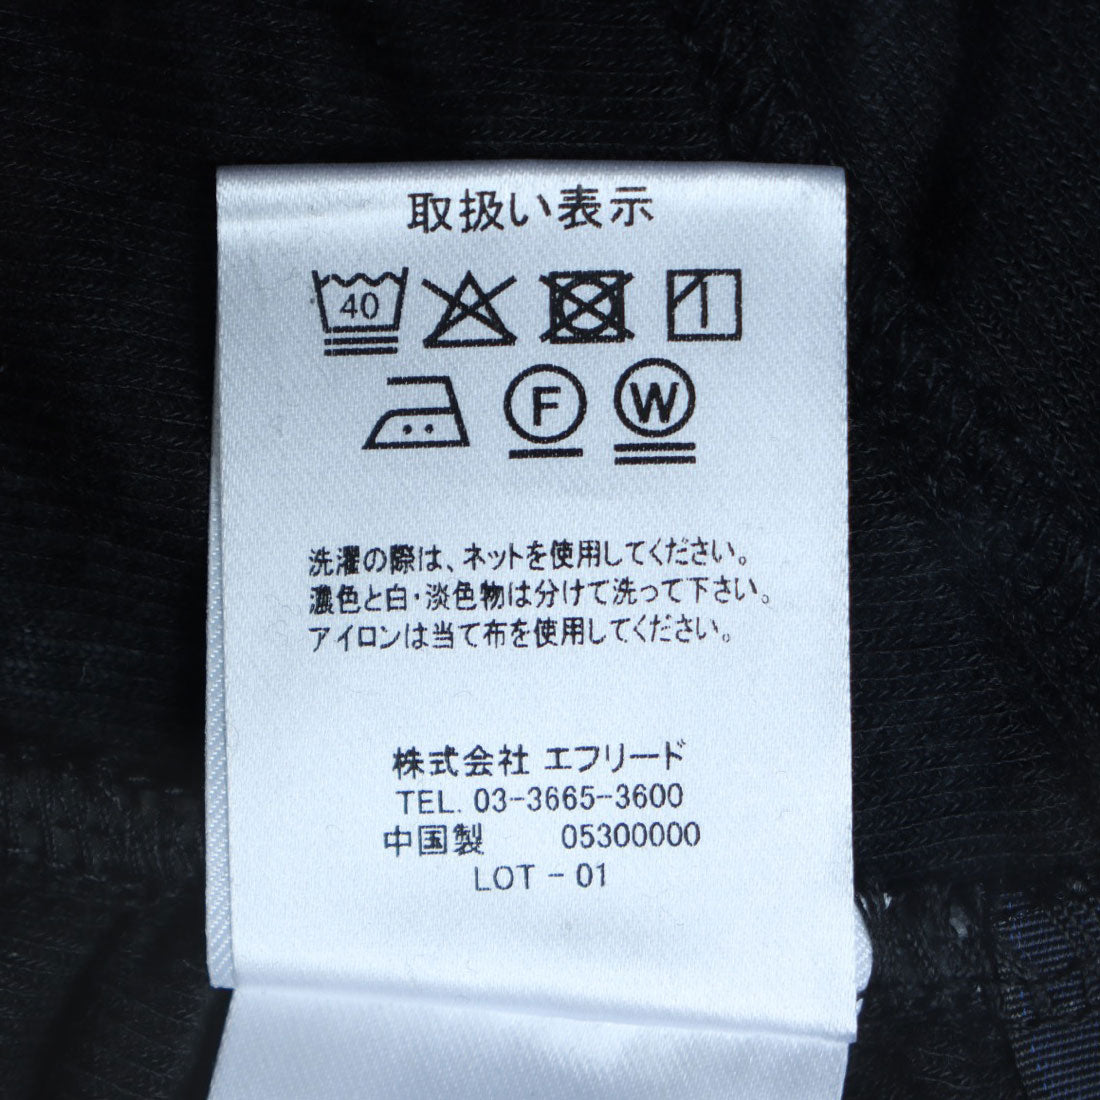 取扱い表示
40
F W
洗濯の際は、ネットを使用してください。
濃色と白・淡色物は分けて洗って下さい。
アイロンは当て布を使用してください。
株式会社 エフリード
TEL. 03-3665-3600
中国製 05300000
LOT - 01